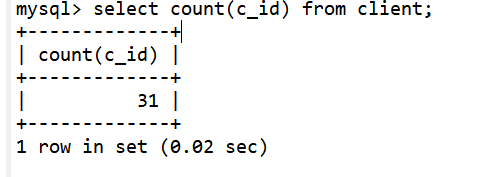 mysql> select count(c_id) from client;
+-------------+
| count(c_id) |
+-------------+
|          31 |
+-------------+
1 row in set (0.02 sec)